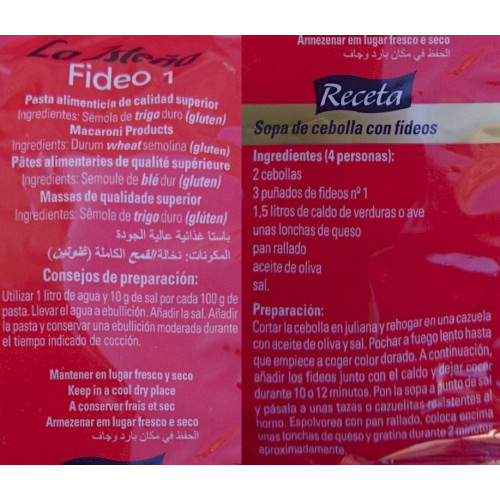 La Isleña
Fideo 1
Pasta alimenticia de calidad superior
Ingredientes: Sémola de trigo duro (gluten)
Macaroni Products
Ingredients: Durum wheat semolina (gluten)
Pâtes alimentaries de qualité supérieure
Ingredients: Semoule de blé dur (gluten)
Massas de qualidade superior
Ingredientes: Sêmola de trigo duro (glúten)
باستا غذائية عالية الجودة
المكونات: نخالة القمح الكاملة (غلوتين)
Consejos de preparación:
Utilizar 1 litro de agua y 10 g de sal por cada 100 g de
pasta. Llevar el agua a ebullición. Añadir la sal. Añadir
la pasta y conservar una ebullición moderada durante
el tiempo indicado de cocción.
Mantener en lugar fresco y seco
Keep in a cool dry place
A conserver frais et sec
Armazenar em lugar fresco e seco
الحفظ في مكان بارد وجاف
Armazenar em lugar fresco e seco
الحفظ في مكان بارد وجاف
Receta
Sopa de cebolla con fideos
Ingredientes (4 personas):
2 cebollas
3 puñados de fideos nº 1
1,5 litros de caldo de verduras o ave
unas lonchas de queso
pan rallado
aceite de oliva
sal.
Preparación:
Cortar la cebolla en juliana y rehogar en una cazuela
con aceite de oliva y sal. Pochar a fuego lento hasta
que empiece a coger color dorado. A continuación,
añadir los fideos junto con el caldo y dejar cocer
durante 10 o 12 minutos. Pon la sopa a punto de sal
y pásala a unas tazas o cazuelitas resistentes al
horno. Espolvorea con pan rallado, coloca encima
unas lonchas de queso y gratina durante 2 minutos
aproximadamente.